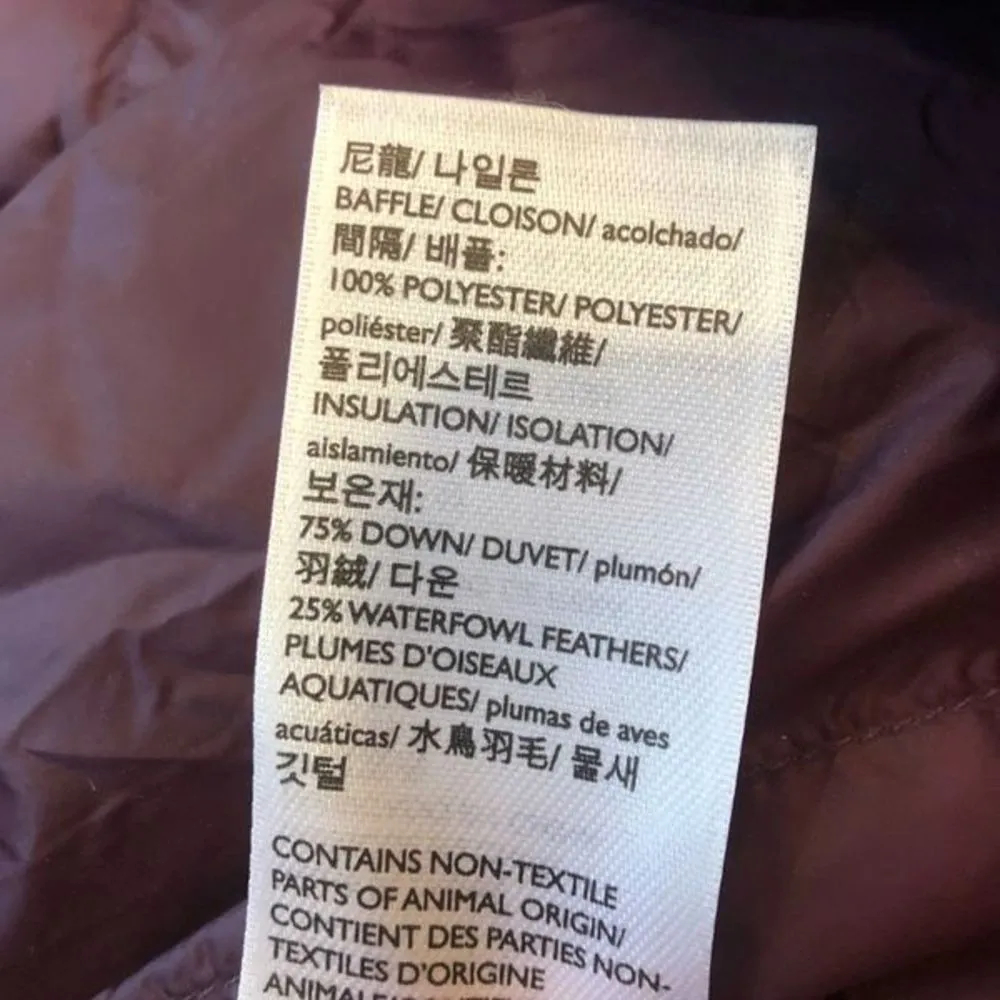 尼龍/ 나일론
BAFFLE/ CLOISON/ acolchado/
間隔/ 배플:
100% POLYESTER/ POLYESTER/
poliéster/ 聚酯纖維/
폴리에스테르
INSULATION/ ISOLATION/
aislamiento/ 保暖材料/
보온재:
75% DOWN/ DUVET/ plumón/
羽絨/ 다운
25% WATERFOWL FEATHERS/
PLUMES D'OISEAUX
AQUATIQUES/ plumas de aves
acuáticas/ 水鳥羽毛/ 물새
깃털
CONTAINS NON-TEXTILE
PARTS OF ANIMAL ORIGIN/
CONTIENT DES PARTIES NON-
TEXTILES D'ORIGINE